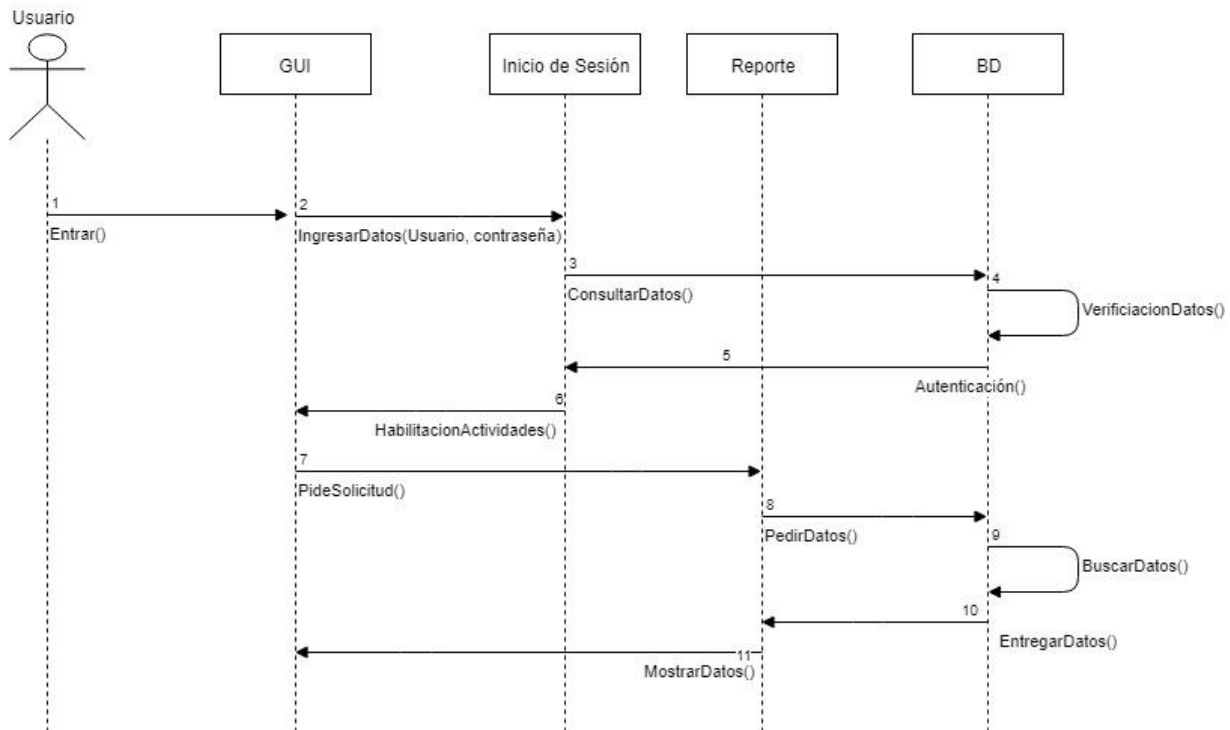 Usuario
GUI
Inicio de Sesión
Reporte
BD
1
Entrar()
2
IngresarDatos(Usuario, contraseña)
3
ConsultarDatos()
4
VerificiacionDatos()
5
Autenticación()
6
HabilitacionActividades()
7
PideSolicitud()
8
PedirDatos()
9
BuscarDatos()
10
EntregarDatos()
11
MostrarDatos()